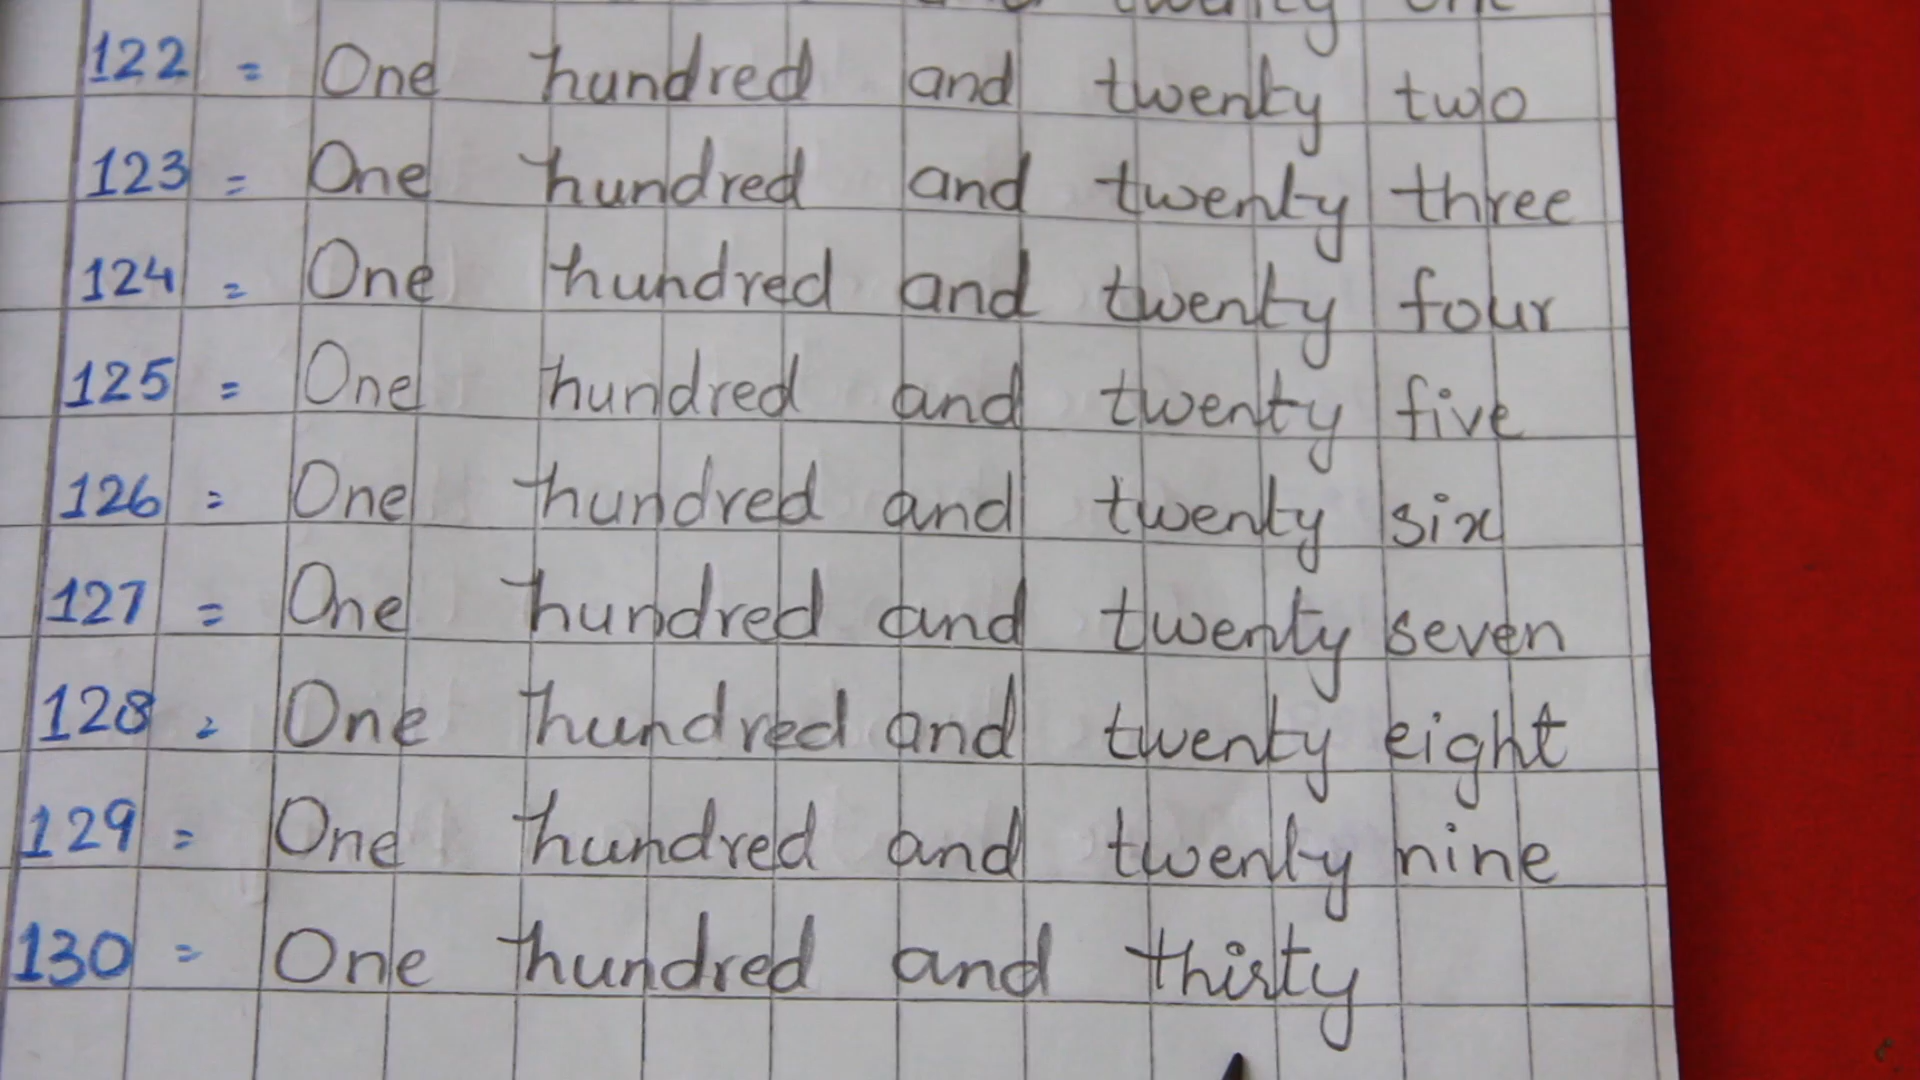 twenty one
122 = One hundred and twenty two
123 = One hundred and twenty three
124 = One hundred and twenty four
125 = One hundred and twenty five
126 = One hundred and twenty six
127 = One hundred and twenty seven
128 = One hundred and twenty eight
129 = One hundred and twenty nine
130 = One hundred and thirty